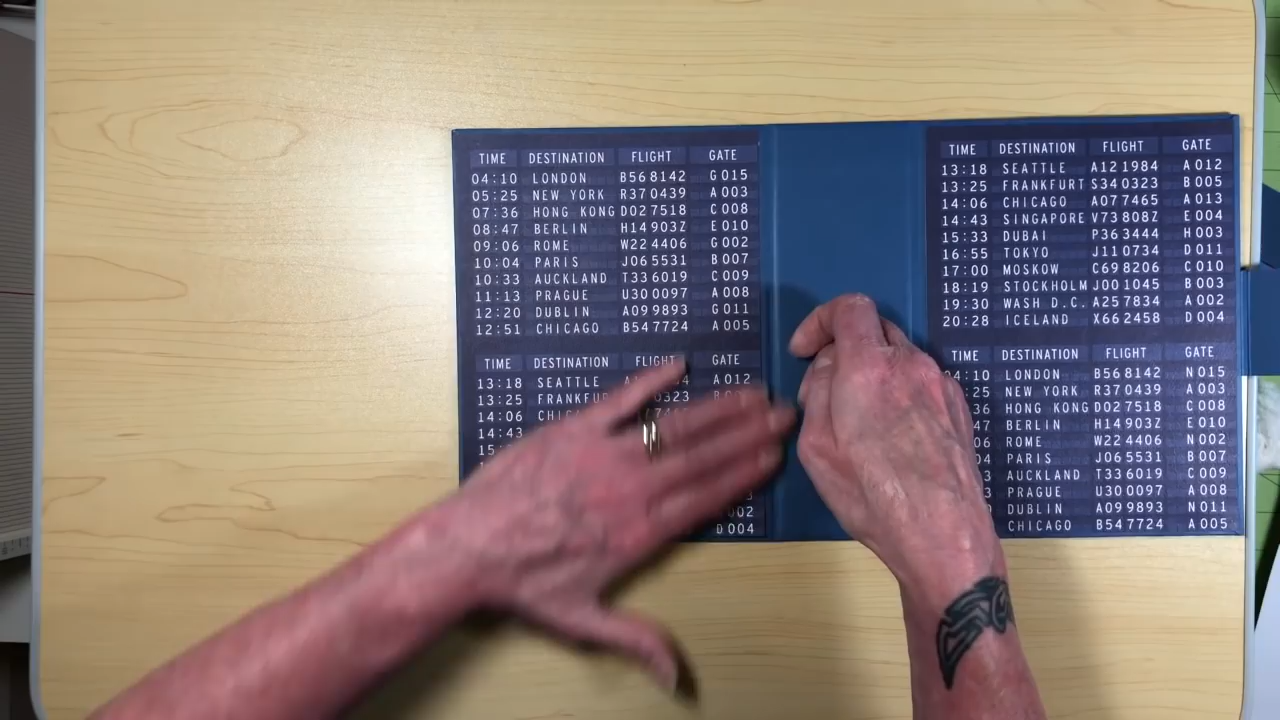 TIME DESTINATION FLIGHT GATE
04:10 LONDON B568142 G015
05:25 NEW YORK R370439 A003
07:36 HONG KONG D027518 C008
08:47 BERLIN H14903Z E010
09:06 ROME W224406 G002
10:04 PARIS J065531 B007
10:33 AUCKLAND T336019 C009
11:13 PRAGUE U300097 A008
12:20 DUBLIN A099893 G011
12:51 CHICAGO B547724 A005
TIME DESTINATION FLIGHT GATE
13:18 SEATTLE A012
13:25
14:06
14:43
D004
TIME DESTINATION FLIGHT GATE
13:18 SEATTLE A121984 A012
13:25 FRANKFURT S340323 B005
14:06 CHICAGO A077465 A013
14:43 SINGAPORE V73808Z E004
15:33 DUBAI P363444 H003
16:55 TOKYO J110734 D011
17:00 MOSKOW C698206 C010
18:19 STOCKHOLM J001045 B003
19:30 WASH D.C. A257834 A002
20:28 ICELAND X662458 D004
TIME DESTINATION FLIGHT GATE
04:10 LONDON B568142 N015
NEW YORK R370439 A003
HONG KONG D027518 C008
BERLIN H14903Z E010
ROME W224406 N002
PARIS J065531 B007
AUCKLAND T336019 C009
PRAGUE U300097 A008
DUBLIN A099893 N011
CHICAGO B547724 A005